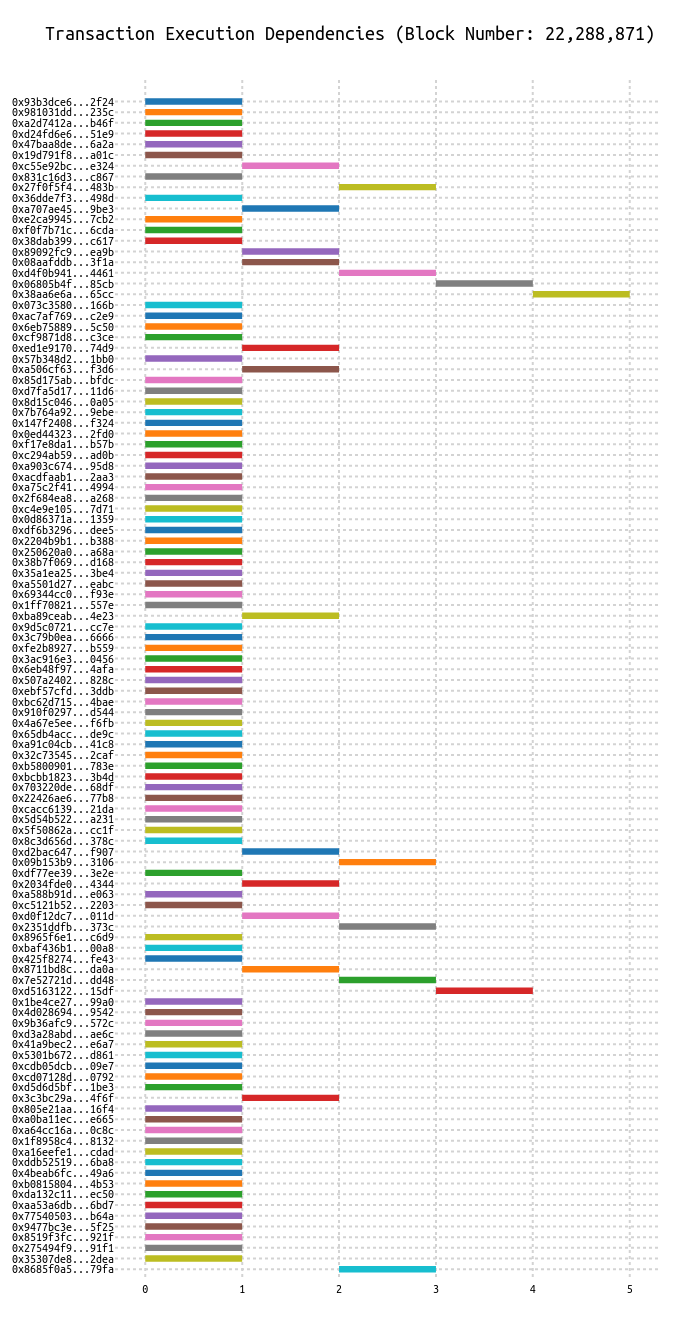 Transaction Execution Dependencies (Block Number: 22,288,871)
0x93b3dce6...2f24
0x981031dd...235c
0xa2d7412a...b46f
0xd24fd6e6...51e9
0x47baa8de...6a2a
0x19d791f8...a01c
0xc55e92bc...e324
0x831c16d3...c867
0x27f0f5f4...483b
0x36dde7f3...498d
0xa707ae45...9be3
0xe2ca9945...7cb2
0xf0f7b71c...6cda
0x38dab399...c617
0x89092fc9...ea9b
0x08aafddb...3f1a
0xd4f0b941...4461
0x06805b4f...85cb
0x38aa6e6a...65cc
0x073c3580...166b
0xac7af769...c2e9
0x6eb75889...5c50
0xcf9871d8...c3ce
0xed1e9170...74d9
0x57b348d2...1bb0
0xa506cf63...f3d6
0x85d175ab...bfdc
0xd7fa5d17...11d6
0x8d15c046...0a05
0x7b764a92...9ebe
0x147f2408...f324
0x0ed44323...2fd0
0xf17e8da1...b57b
0xc294ab59...ad0b
0xa903c674...95d8
0xacdfaab1...2aa3
0xa75c2f41...4994
0x2f684ea8...a268
0xc4e9e105...7d71
0x0d86371a...1359
0xdf6b3296...dee5
0x2204b9b1...b388
0x250620a0...a68a
0x38b7f069...d168
0x35a1ea25...3be4
0xa5501d27...eabc
0x69344cc0...f93e
0x1ff70821...557e
0xba89ceab...4e23
0x9d5c0721...cc7e
0x3c79b0ea...6666
0xfe2b8927...b559
0x3ac916e3...0456
0x6eb48f97...4afa
0x507a2402...828c
0xebf57cfd...3ddb
0xbc62d715...4bae
0x910f0297...d544
0x4a67e5ee...f6fb
0x65db4acc...de9c
0xa91c04cb...41c8
0x32c73545...2caf
0xb5800901...783e
0xbcbb1823...3b4d
0x703220de...68df
0x22426ae6...77b8
0xcacc6139...21da
0x5d54b522...a231
0x5f50862a...cc1f
0x8c3d656d...378c
0xd2bac647...f907
0x09b153b9...3106
0xdf77ee39...3e2e
0x2034fde0...4344
0xa588b91d...e063
0xc5121b52...2203
0xd0f12dc7...011d
0x2351ddfb...373c
0x8965f6e1...c6d9
0xbaf436b1...00a8
0x425f8274...fe43
0x8711bd8c...da0a
0x7e52721d...dd48
0xd5163122...15df
0x1be4ce27...99a0
0x4d028694...9542
0x9b36afc9...572c
0xd3a28abd...ae6c
0x41a9bec2...e6a7
0x5301b672...d861
0xcdb05dcb...09e7
0xcd07128d...0792
0xd5d6d5bf...1be3
0x3c3bc29a...4f6f
0x805e21aa...16f4
0xa0ba11ec...e665
0xa64cc16a...0c8c
0x1f8958c4...8132
0xa16eefe1...cdad
0xddb52519...6ba8
0x4beab6fc...49a6
0xb0815804...4b53
0xda132c11...ec50
0xaa53a6db...6bd7
0x77540503...b64a
0x9477bc3e...5f25
0x8519f3fc...921f
0x275494f9...91f1
0x35307de8...2dea
0x8685f0a5...79fa
0 1 2 3 4 5